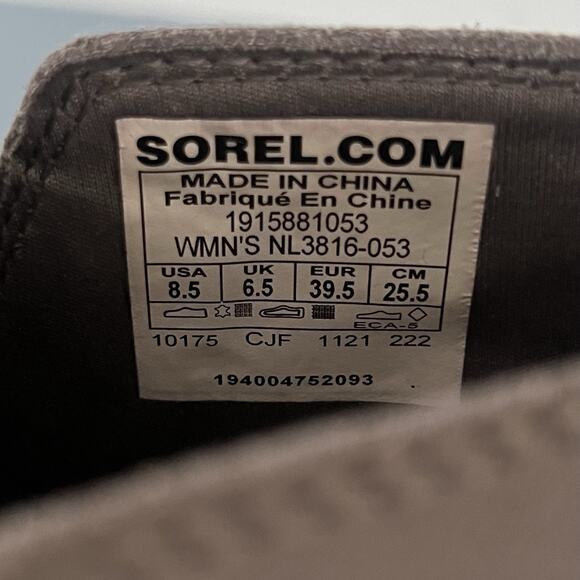 SOREL.COM
MADE IN CHINA
Fabriqué En Chine
1915881053
WMN'S NL3816-053
USA UK EUR CM
8.5 6.5 39.5 25.5
ECA-5
10175 CJF 1121 222
194004752093